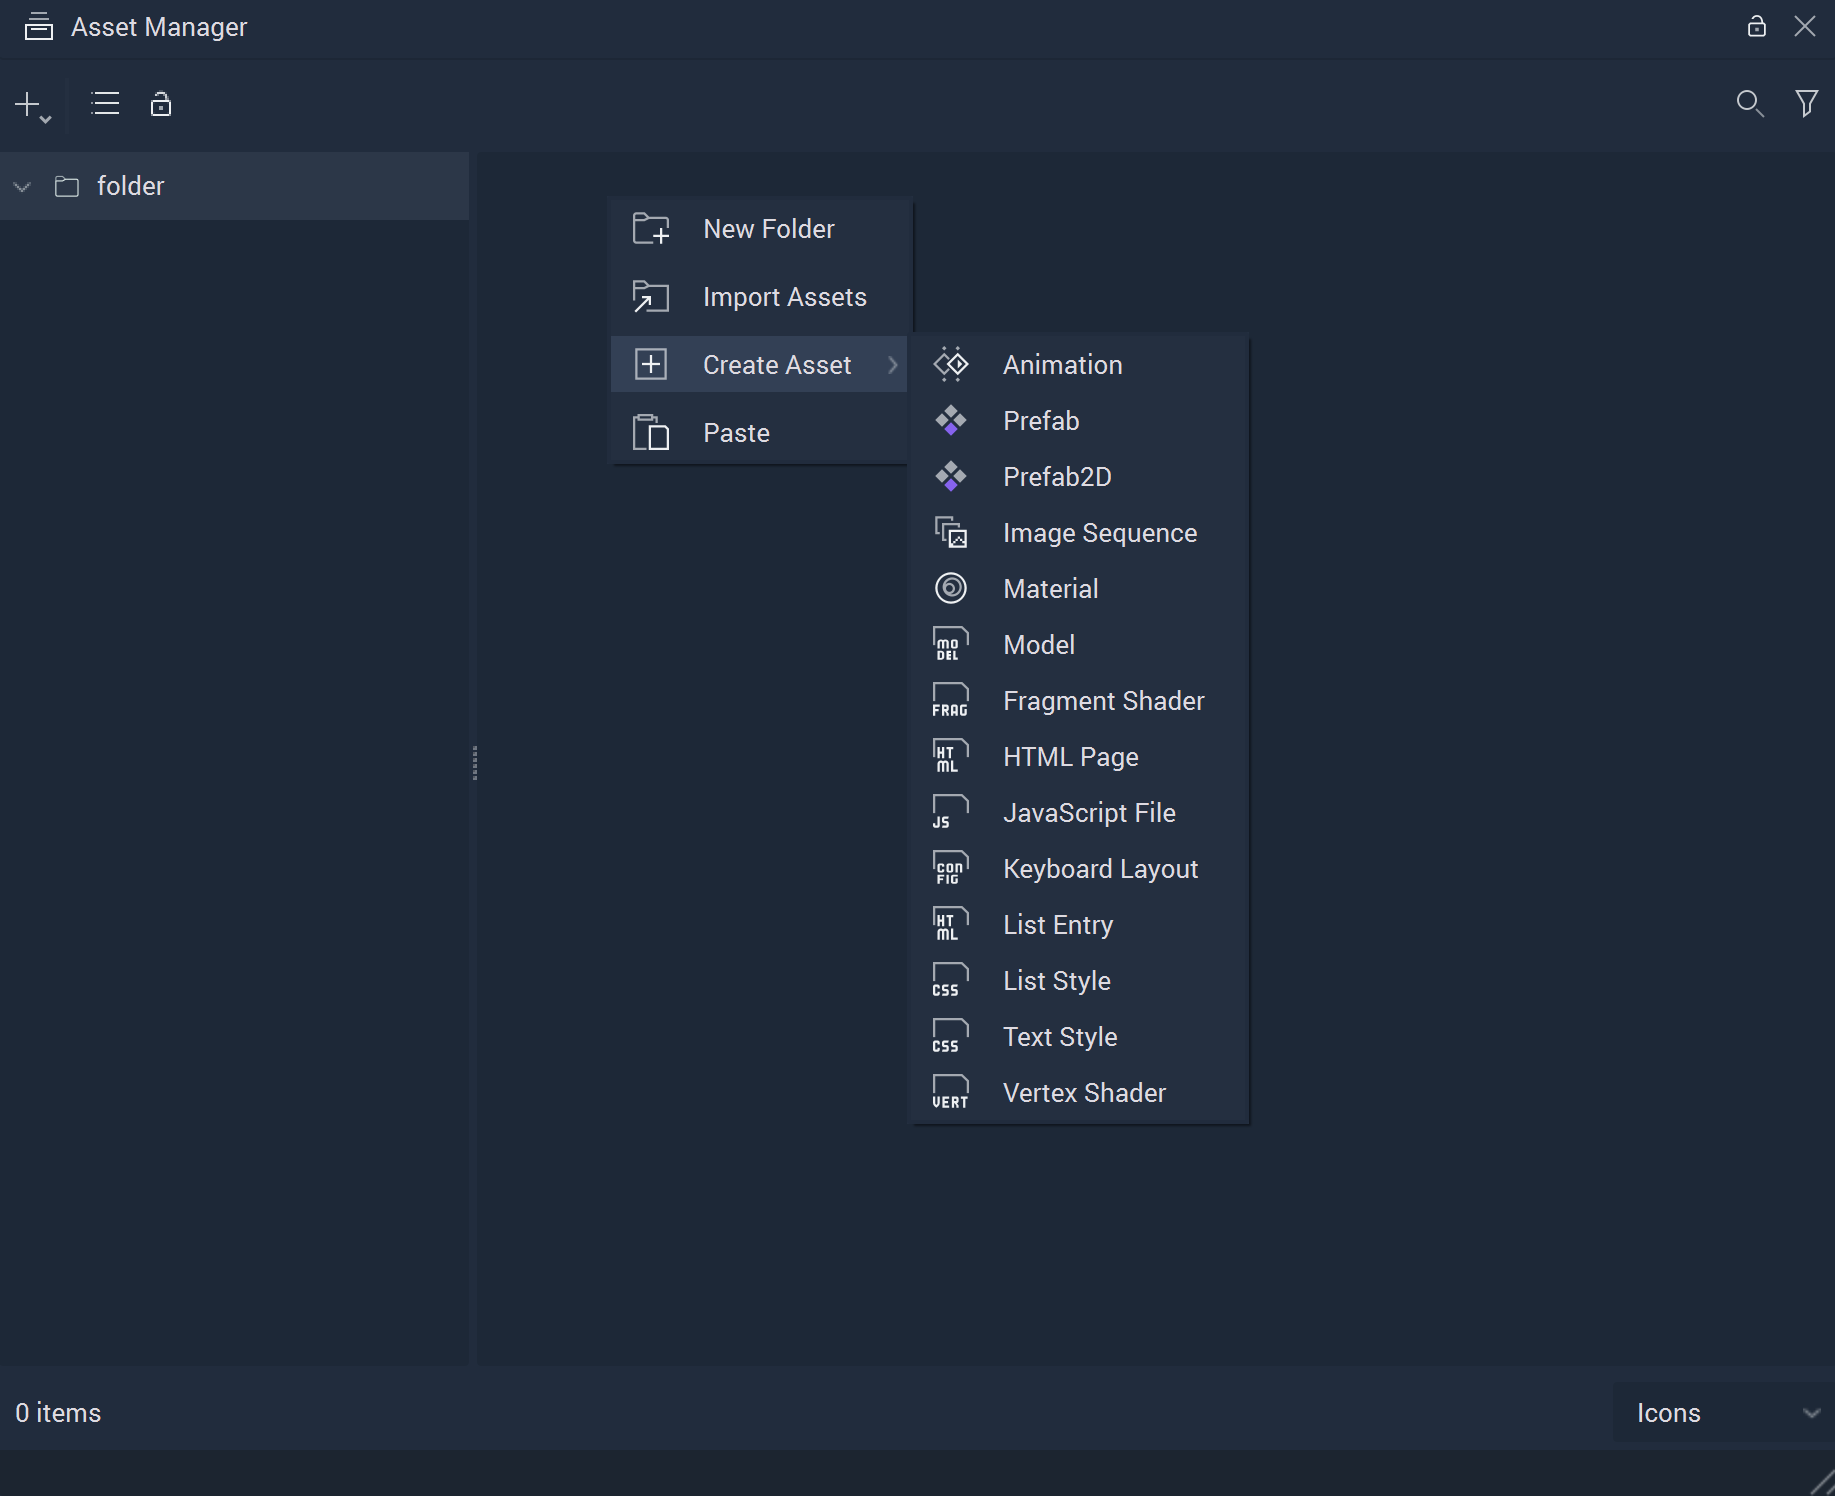 Asset Manager
folder
New Folder
Import Assets
Create Asset
Paste
Animation
Prefab
Prefab2D
Image Sequence
Material
MO
DEL
Model
FRAG
Fragment Shader
HT
ML
HTML Page
JS
JavaScript File
CON
FIG
Keyboard Layout
HT
ML
List Entry
CSS
List Style
CSS
Text Style
VERT
Vertex Shader
0 items
Icons